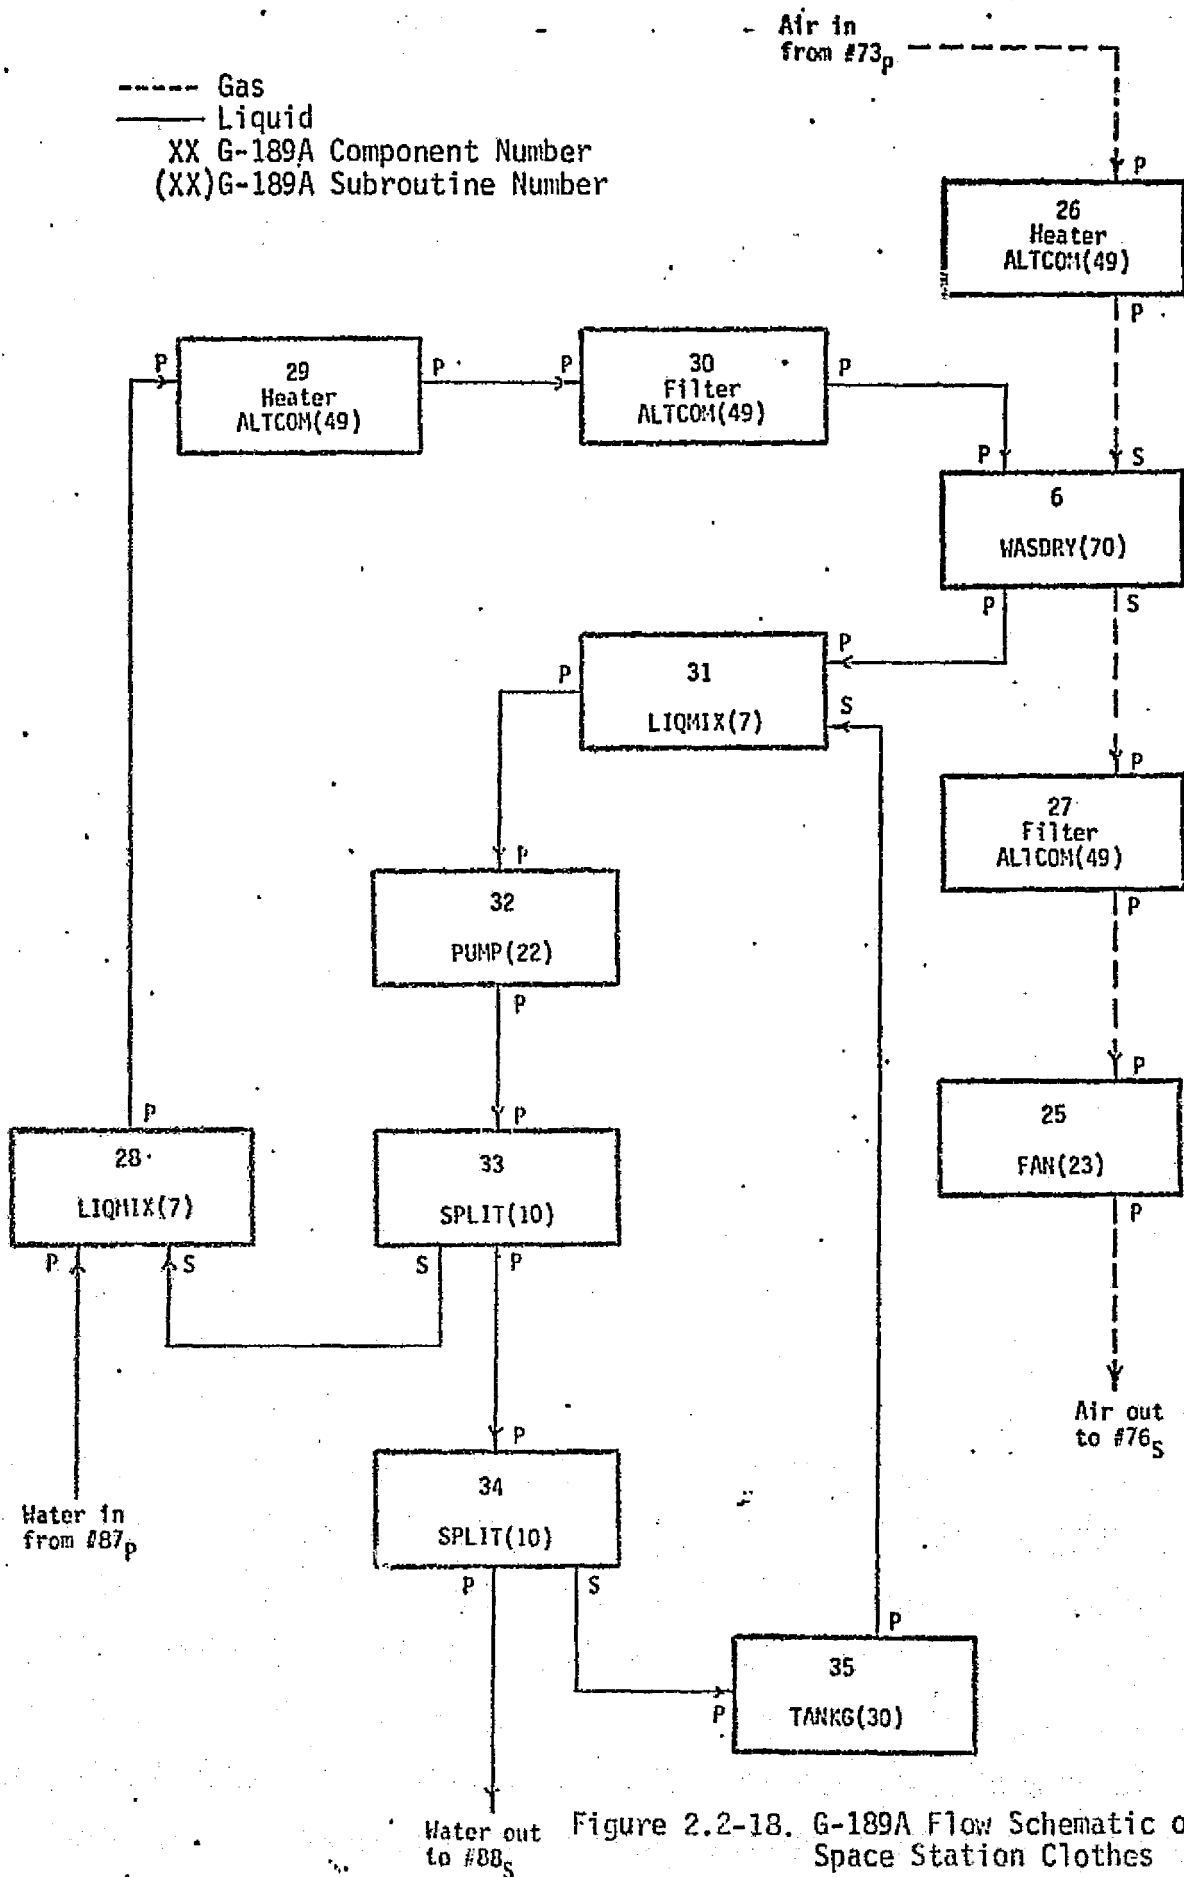 Air in
from #73p
Gas
Liquid
XX G-189A Component Number
(XX)G-189A Subroutine Number
P
26
Heater
ALTCOM(49)
P
P
29
Heater
ALTCOM(49)
P
P
30
Filter
ALTCOM(49)
P
P
S
6
WASDRY(70)
P
S
P
31
LIQMIX(7)
P
S
P
27
Filter
ALTCOM(49)
P
P
32
PUMP(22)
P
P
25
FAN(23)
P
P
28
LIQMIX(7)
P
S
P
33
SPLIT(10)
S
P
Air out
to #76S
P
34
SPLIT(10)
P
S
Water in
from #87p
P
35
TANKG(30)
P
Water out
to #88S
Figure 2.2-18. G-189A Flow Schematic o
Space Station Clothes